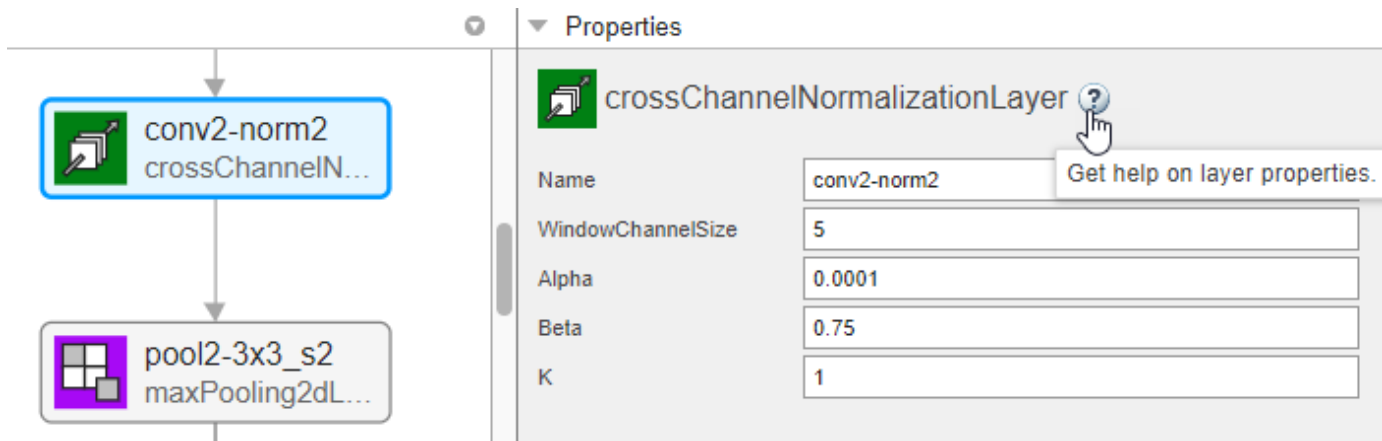 conv2-norm2
crossChannelN...
pool2-3x3_s2
maxPooling2dL...
Properties
crossChannelNormalizationLayer ?
Get help on layer properties.
Name conv2-norm2
WindowChannelSize 5
Alpha 0.0001
Beta 0.75
K 1